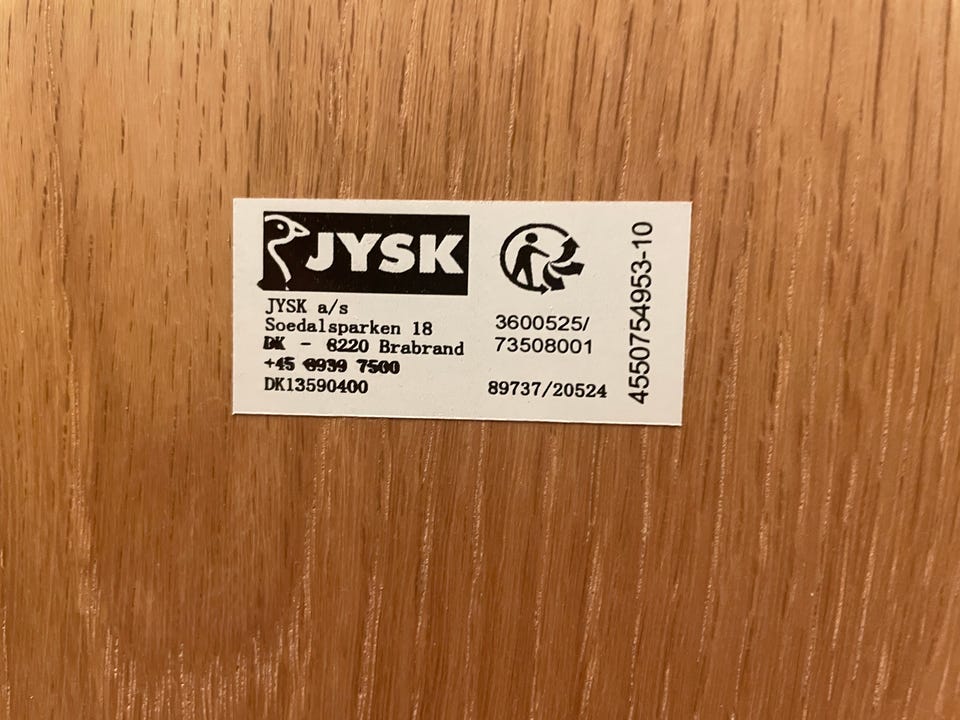 JYSK
JYSK a/s
Soedalsparken 18
DK - 8220 Brabrand
+45 8939 7500
DK13590400
3600525/
73508001
89737/20524
4550754953-10